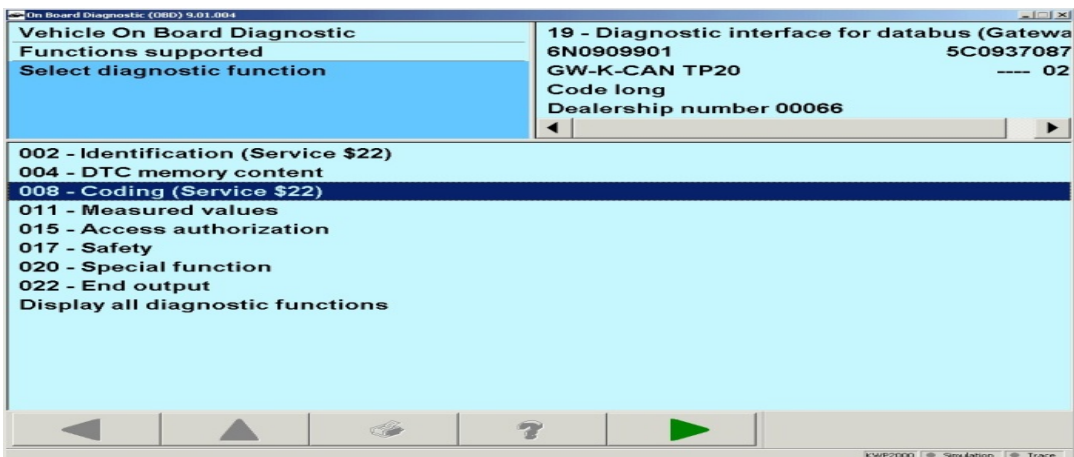 On Board Diagnostic (OBD) 9.01.004
Vehicle On Board Diagnostic
Functions supported
Select diagnostic function
19 - Diagnostic interface for databus (Gatewa
6N0909901 5C0937087
GW-K-CAN TP20 ---- 02
Code long
Dealership number 00066
002 - Identification (Service $22)
004 - DTC memory content
008 - Coding (Service $22)
011 - Measured values
015 - Access authorization
017 - Safety
020 - Special function
022 - End output
Display all diagnostic functions
?
KWP2000 Simulation Trace